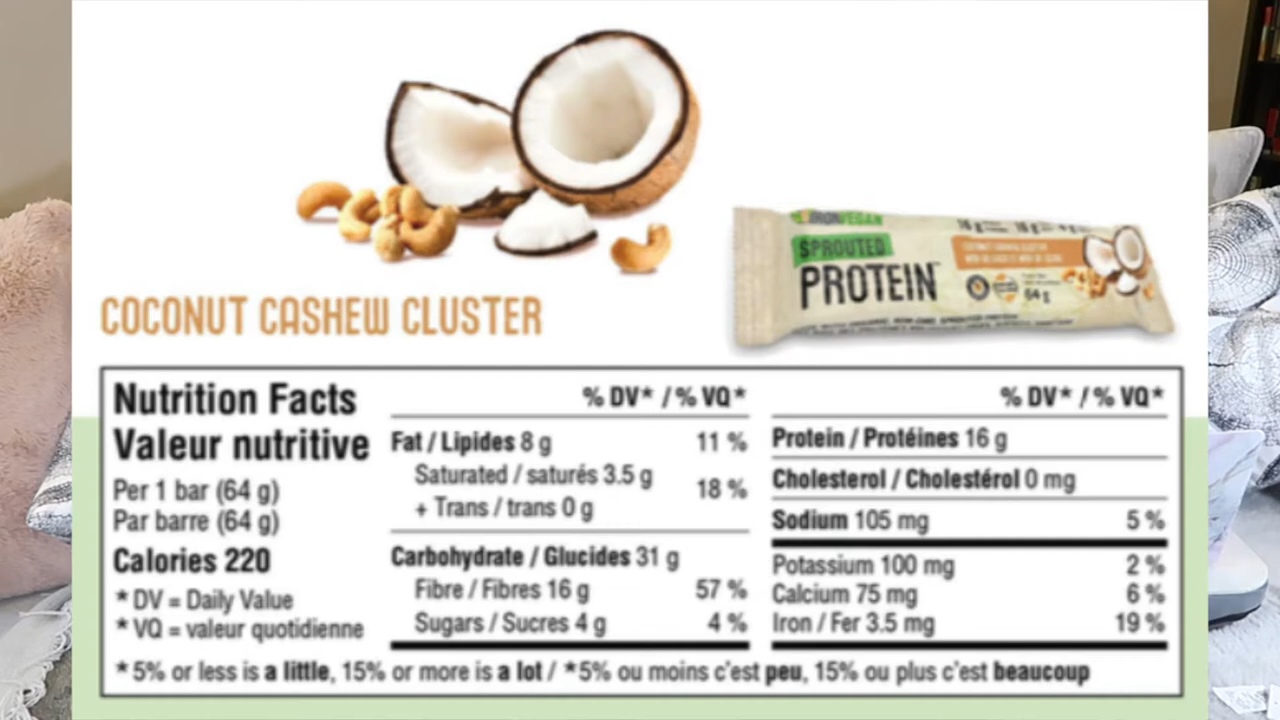 IRONVEGAN
SPROUTED
PROTEIN
COCONUT CASHEW CLUSTER
64 g
COCONUT CASHEW CLUSTER
Nutrition Facts
Valeur nutritive
Per 1 bar (64 g)
Par barre (64 g)
Calories 220
* DV = Daily Value
* VQ = valeur quotidienne
% DV* / % VQ*
Fat / Lipides 8 g 11 %
Saturated / saturés 3.5 g
+ Trans / trans 0 g 18 %
Carbohydrate / Glucides 31 g
Fibre / Fibres 16 g 57 %
Sugars / Sucres 4 g 4 %
% DV* / % VQ*
Protein / Protéines 16 g
Cholesterol / Cholestérol 0 mg
Sodium 105 mg 5 %
Potassium 100 mg 2 %
Calcium 75 mg 6 %
Iron / Fer 3.5 mg 19 %
* 5% or less is a little, 15% or more is a lot / *5% ou moins c'est peu, 15% ou plus c'est beaucoup